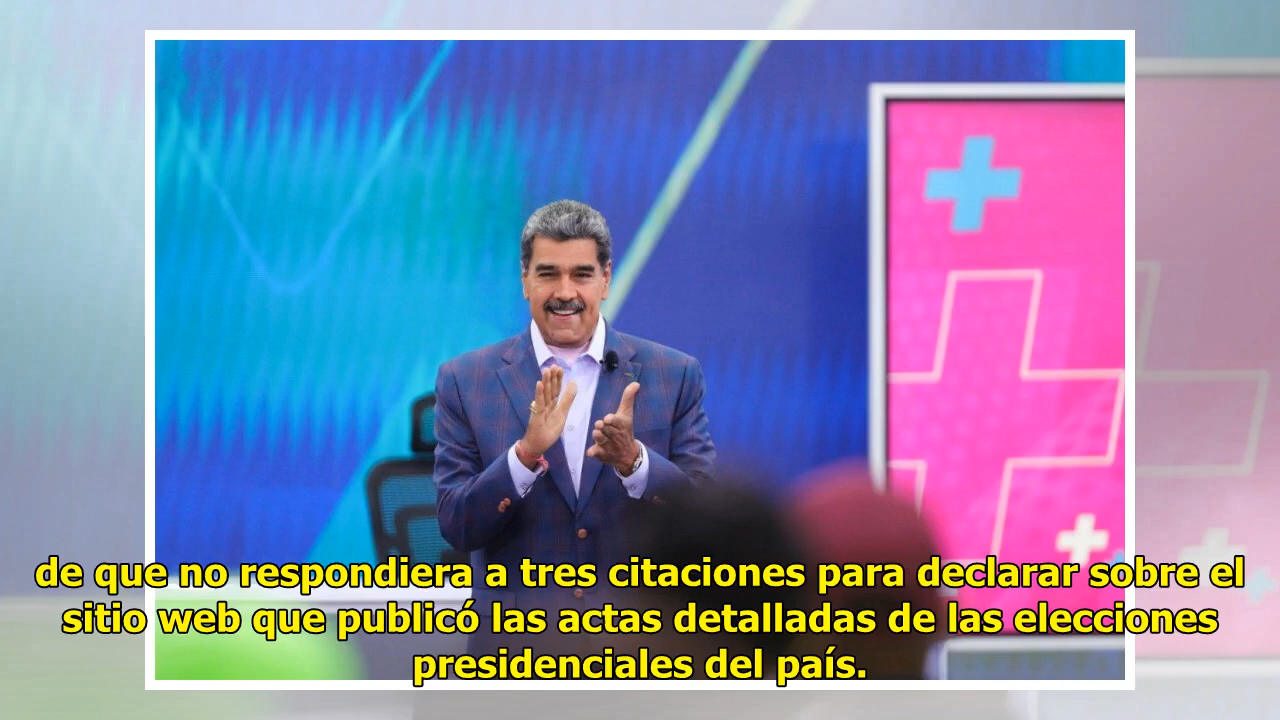 de que no respondiera a tres citaciones para declarar sobre el
sitio web que publicó las actas detalladas de las elecciones
presidenciales del país.